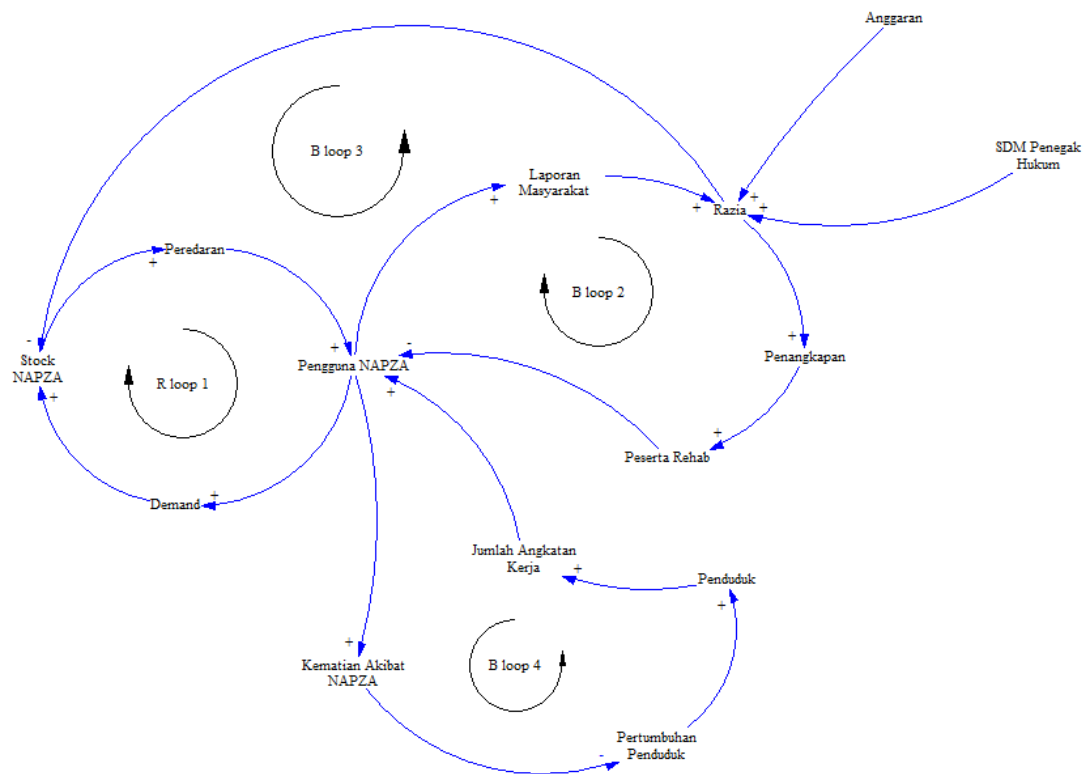 Anggaran
SDM Penegak
Hukum
B loop 3
Laporan
Masyarakat
+
+
+
+
Razia
Peredaran
+
B loop 2
-
Stock
NAPZA
+
+
Pengguna NAPZA
-
+
+
Penangkapan
R loop 1
+
Peserta Rehab
Demand
+
Jumlah Angkatan
Kerja
+
Penduduk
+
+
Kematian Akibat
NAPZA
B loop 4
Pertumbuhan
Penduduk
-